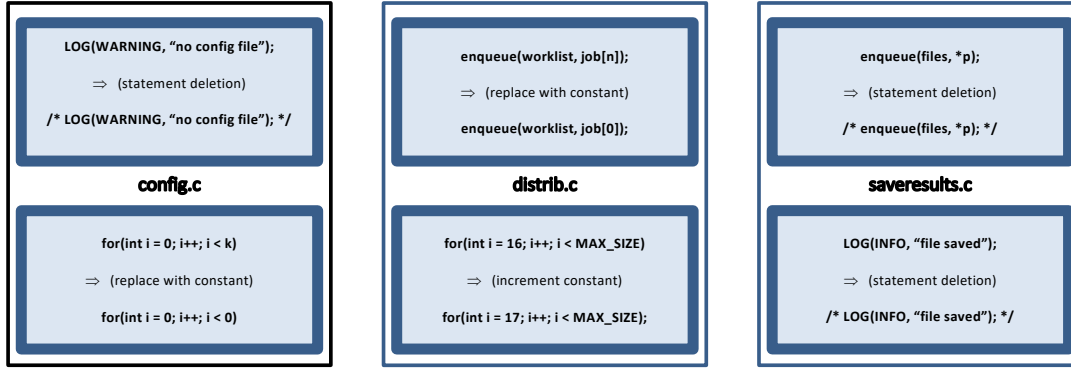 LOG(WARNING, “no config file”);
⇒ (statement deletion)
/* LOG(WARNING, “no config file”); */
config.c
for(int i = 0; i++; i < k)
⇒ (replace with constant)
for(int i = 0; i++; i < 0)
enqueue(worklist, job[n]);
⇒ (replace with constant)
enqueue(worklist, job[0]);
distrib.c
for(int i = 16; i++; i < MAX_SIZE)
⇒ (increment constant)
for(int i = 17; i++; i < MAX_SIZE);
enqueue(files, *p);
⇒ (statement deletion)
/* enqueue(files, *p); */
saveresults.c
LOG(INFO, “file saved”);
⇒ (statement deletion)
/* LOG(INFO, “file saved”); */